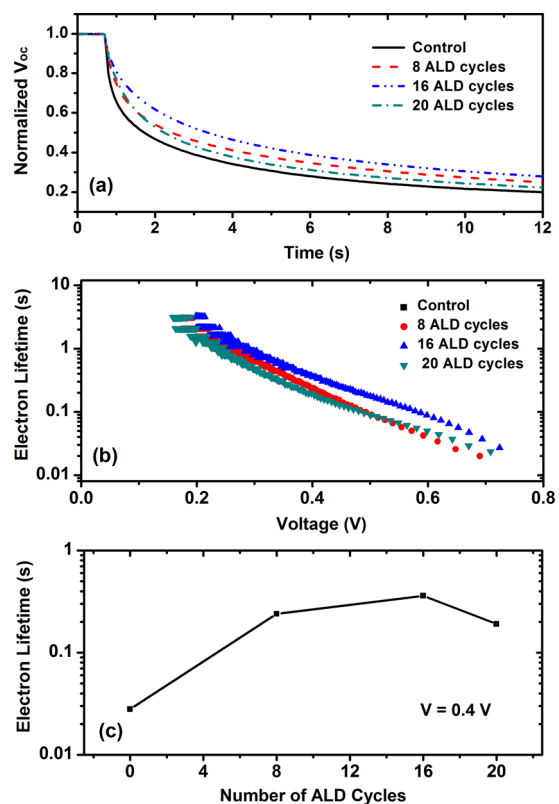 Normalized Voc
1.0
0.8
0.6
0.4
0.2
Control
8 ALD cycles
16 ALD cycles
20 ALD cycles
(a)
0 2 4 6 8 10 12
Time (s)
Electron Lifetime (s)
10
1
0.1
0.01
Control
8 ALD cycles
16 ALD cycles
20 ALD cycles
(b)
0.0 0.2 0.4 0.6 0.8
Voltage (V)
Electron Lifetime (s)
1
0.1
0.01
(c)
V = 0.4 V
0 4 8 12 16 20
Number of ALD Cycles